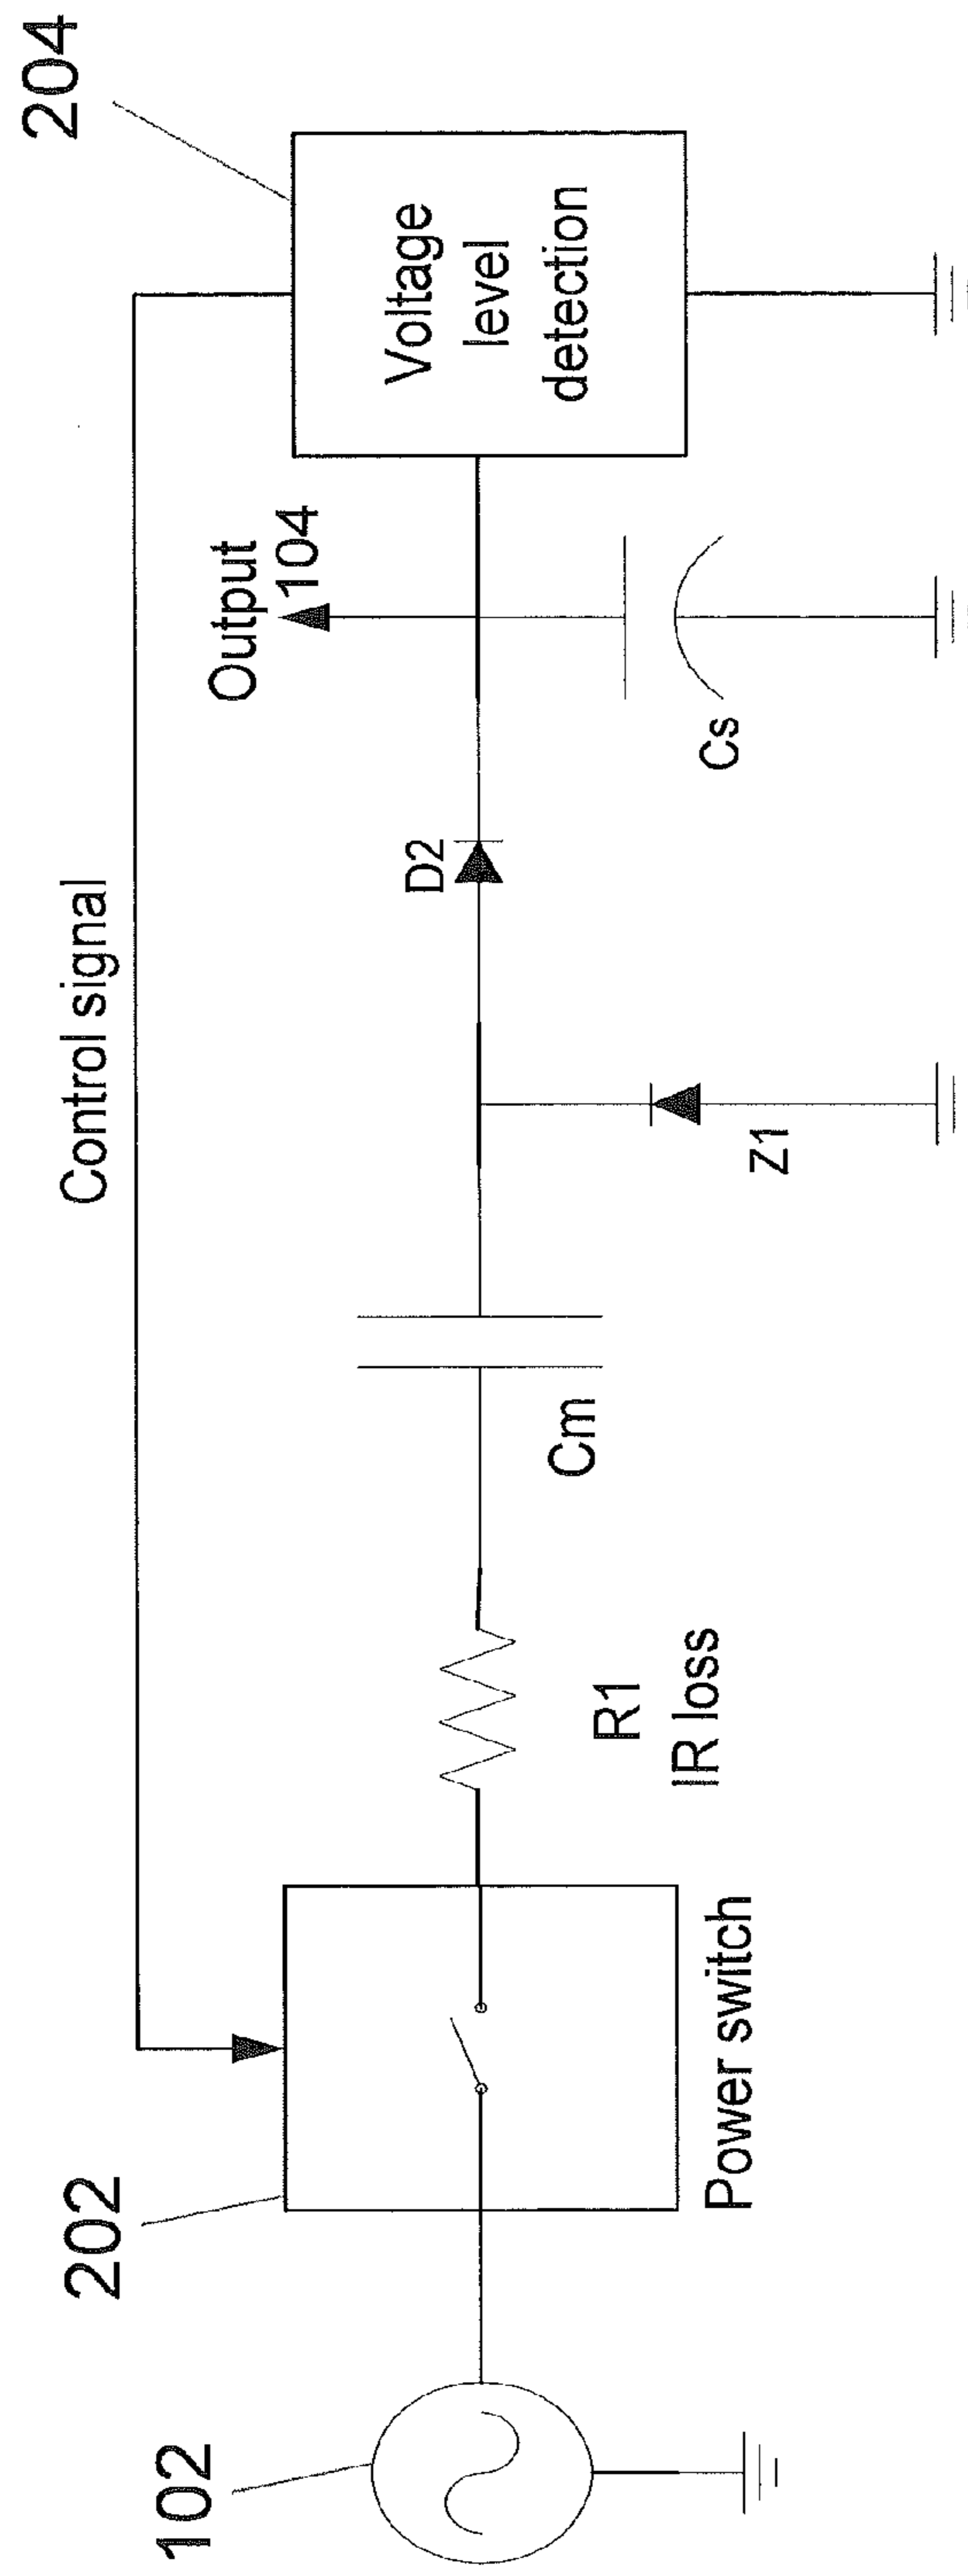 204
Control signal
Output
104
Voltage
level
detection
D2
Cs
Z1
Cm
R1
IR loss
202
Power switch
102